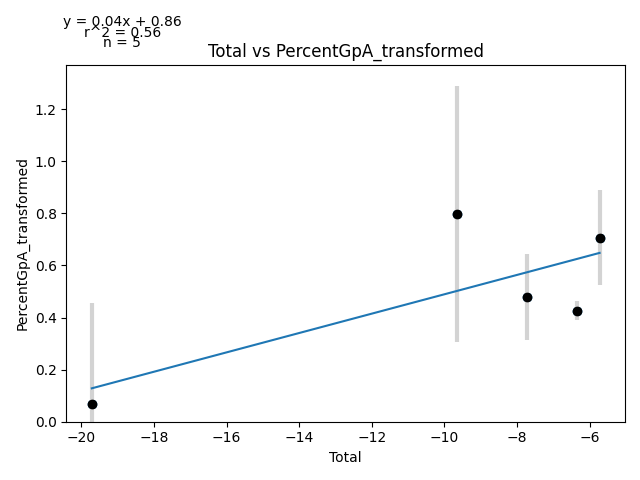 y = 0.04x + 0.86
r^2 = 0.56
n = 5
Total vs PercentGpA_transformed
PercentGpA_transformed
1.2
1.0
0.8
0.6
0.4
0.2
0.0
−20 −18 −16 −14 −12 −10 −8 −6
Total